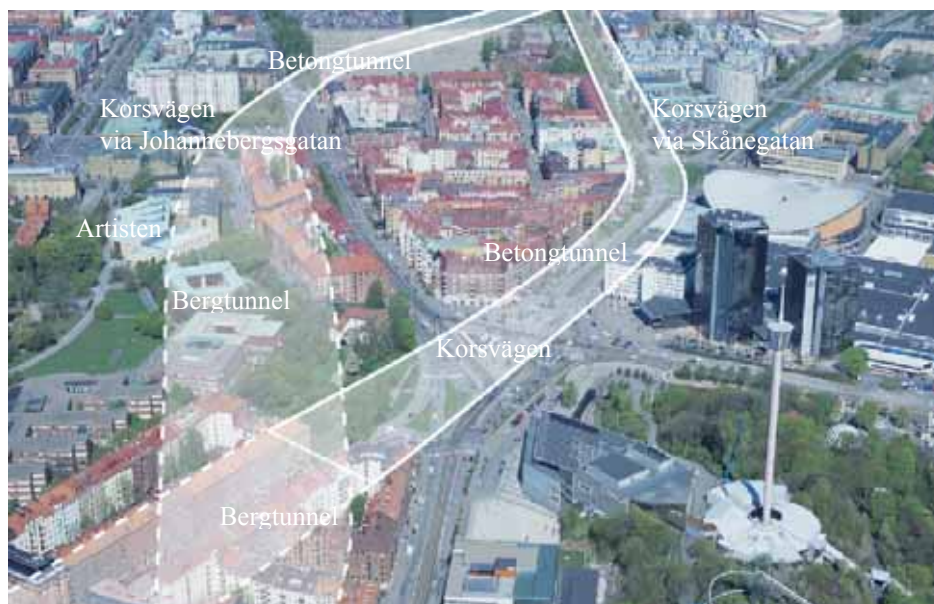 Betongtunnel
Korsvägen
via Johannebergsgatan
Korsvägen
via Skånegatan
Artisten
Betongtunnel
Bergtunnel
Korsvägen
Bergtunnel